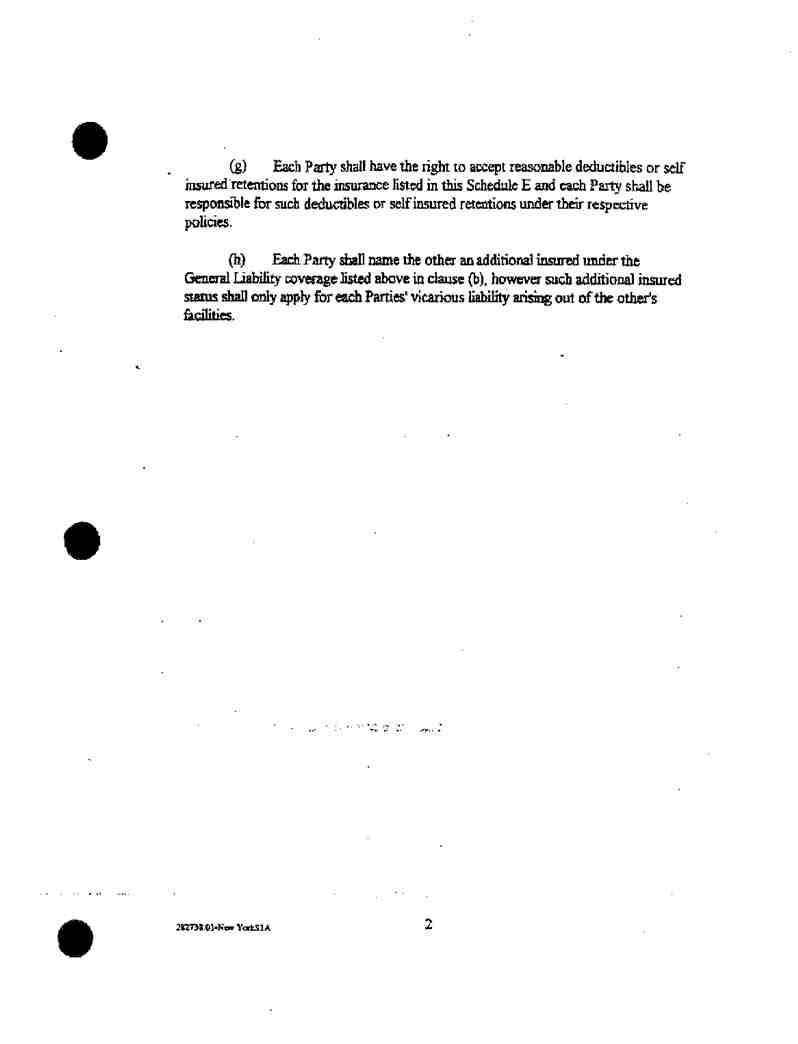 (g) Each Party shall have the right to accept reasonable deductibles or self
insured retentions for the insurance listed in this Schedule E and each Party shall be
responsible for such deductibles or self insured retentions under their respective
policies.
(h) Each Party shall name the other an additional insured under the
General Liability coverage listed above in clause (b), however such additional insured
status shall only apply for each Parties' vicarious liability arising out of the other's
facilities.
2